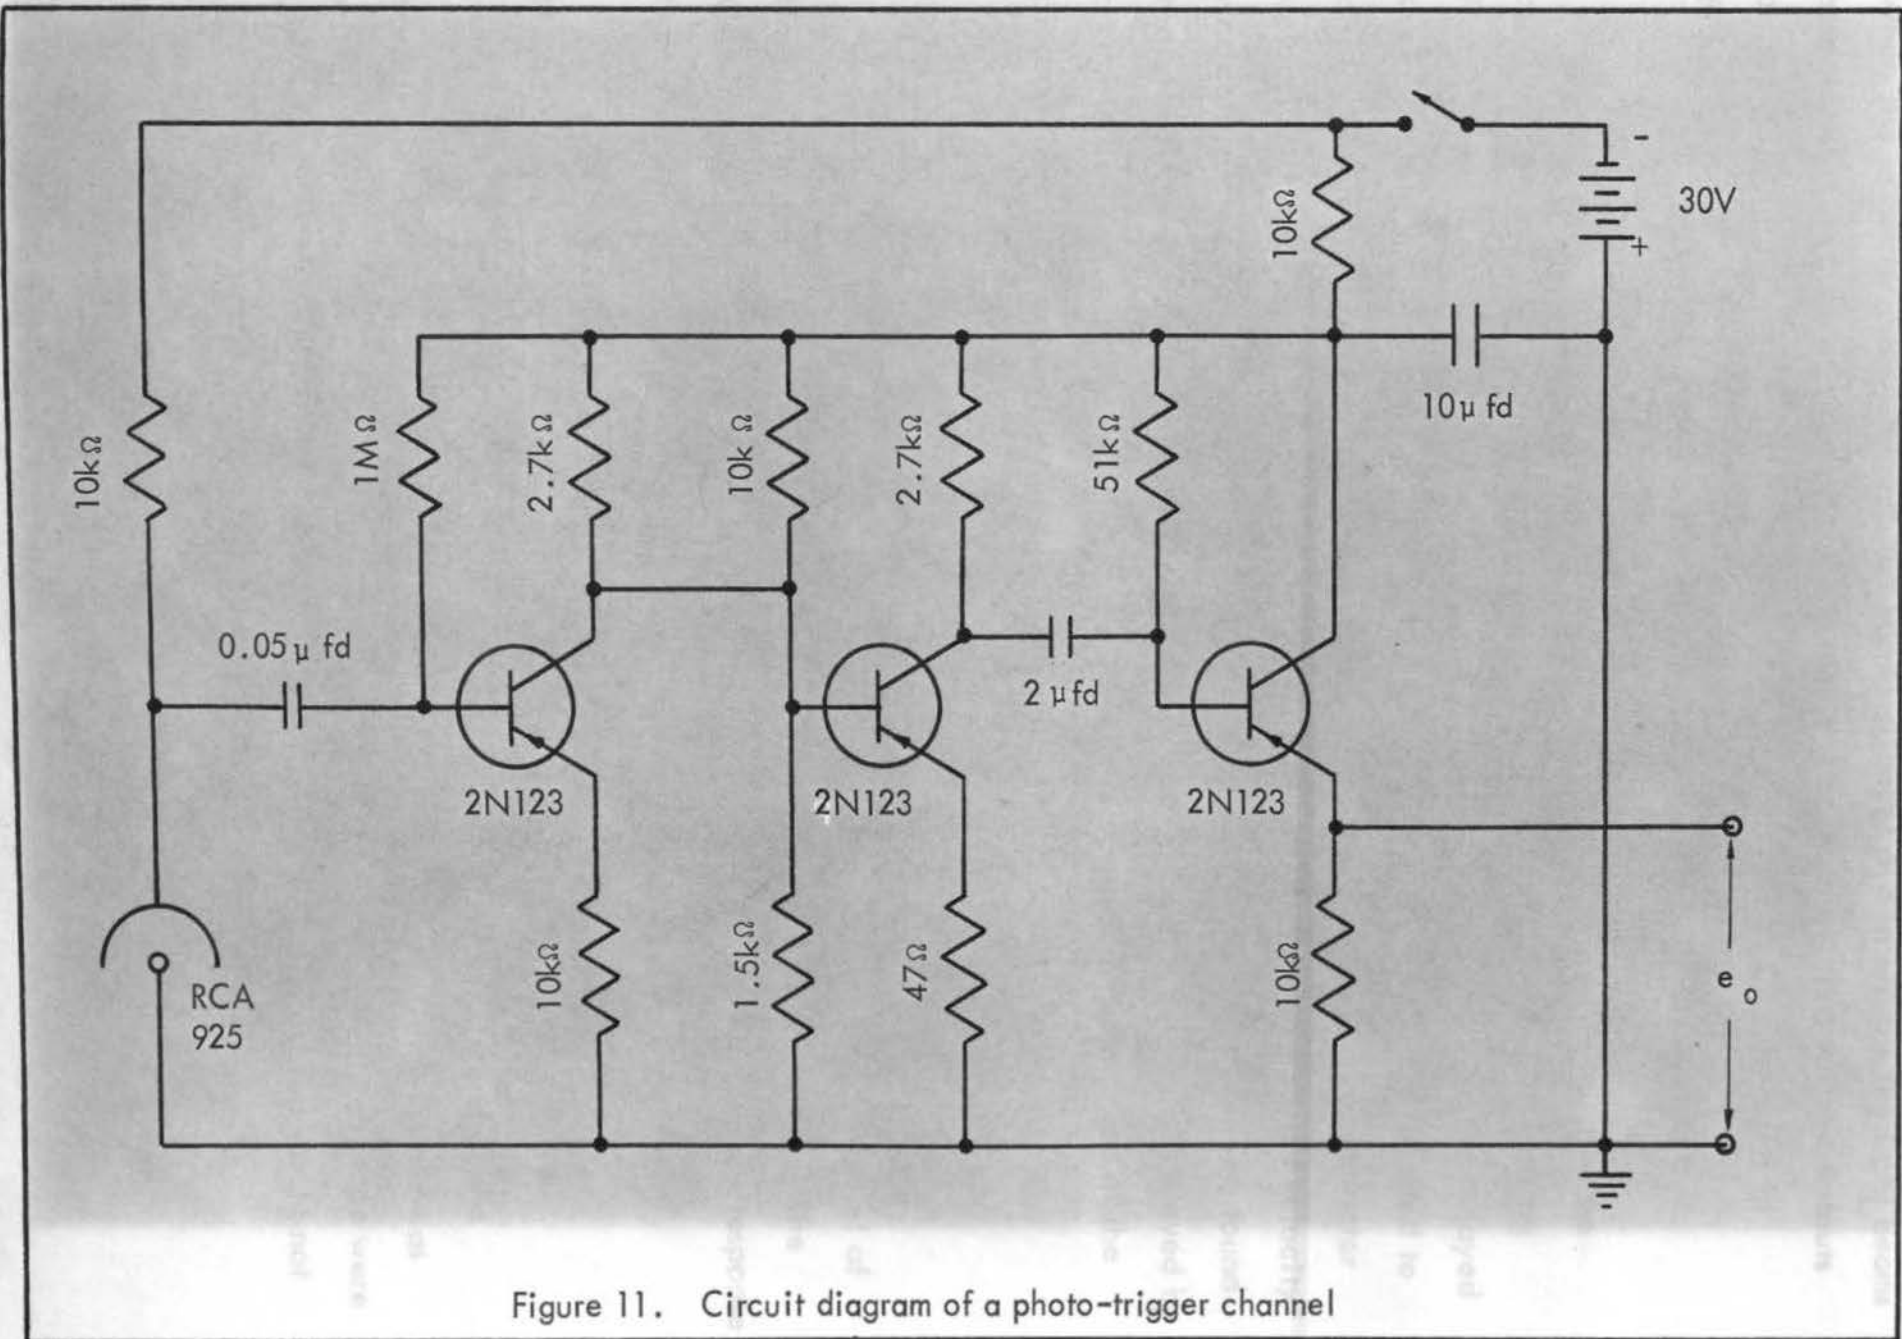 -
30V
+
10kΩ
10μ fd
10kΩ
1MΩ
2.7kΩ
10k Ω
2.7kΩ
51kΩ
0.05μ fd
2 μfd
2N123
2N123
2N123
RCA
925
10kΩ
1.5kΩ
47Ω
10kΩ
e o
Figure 11. Circuit diagram of a photo-trigger channel